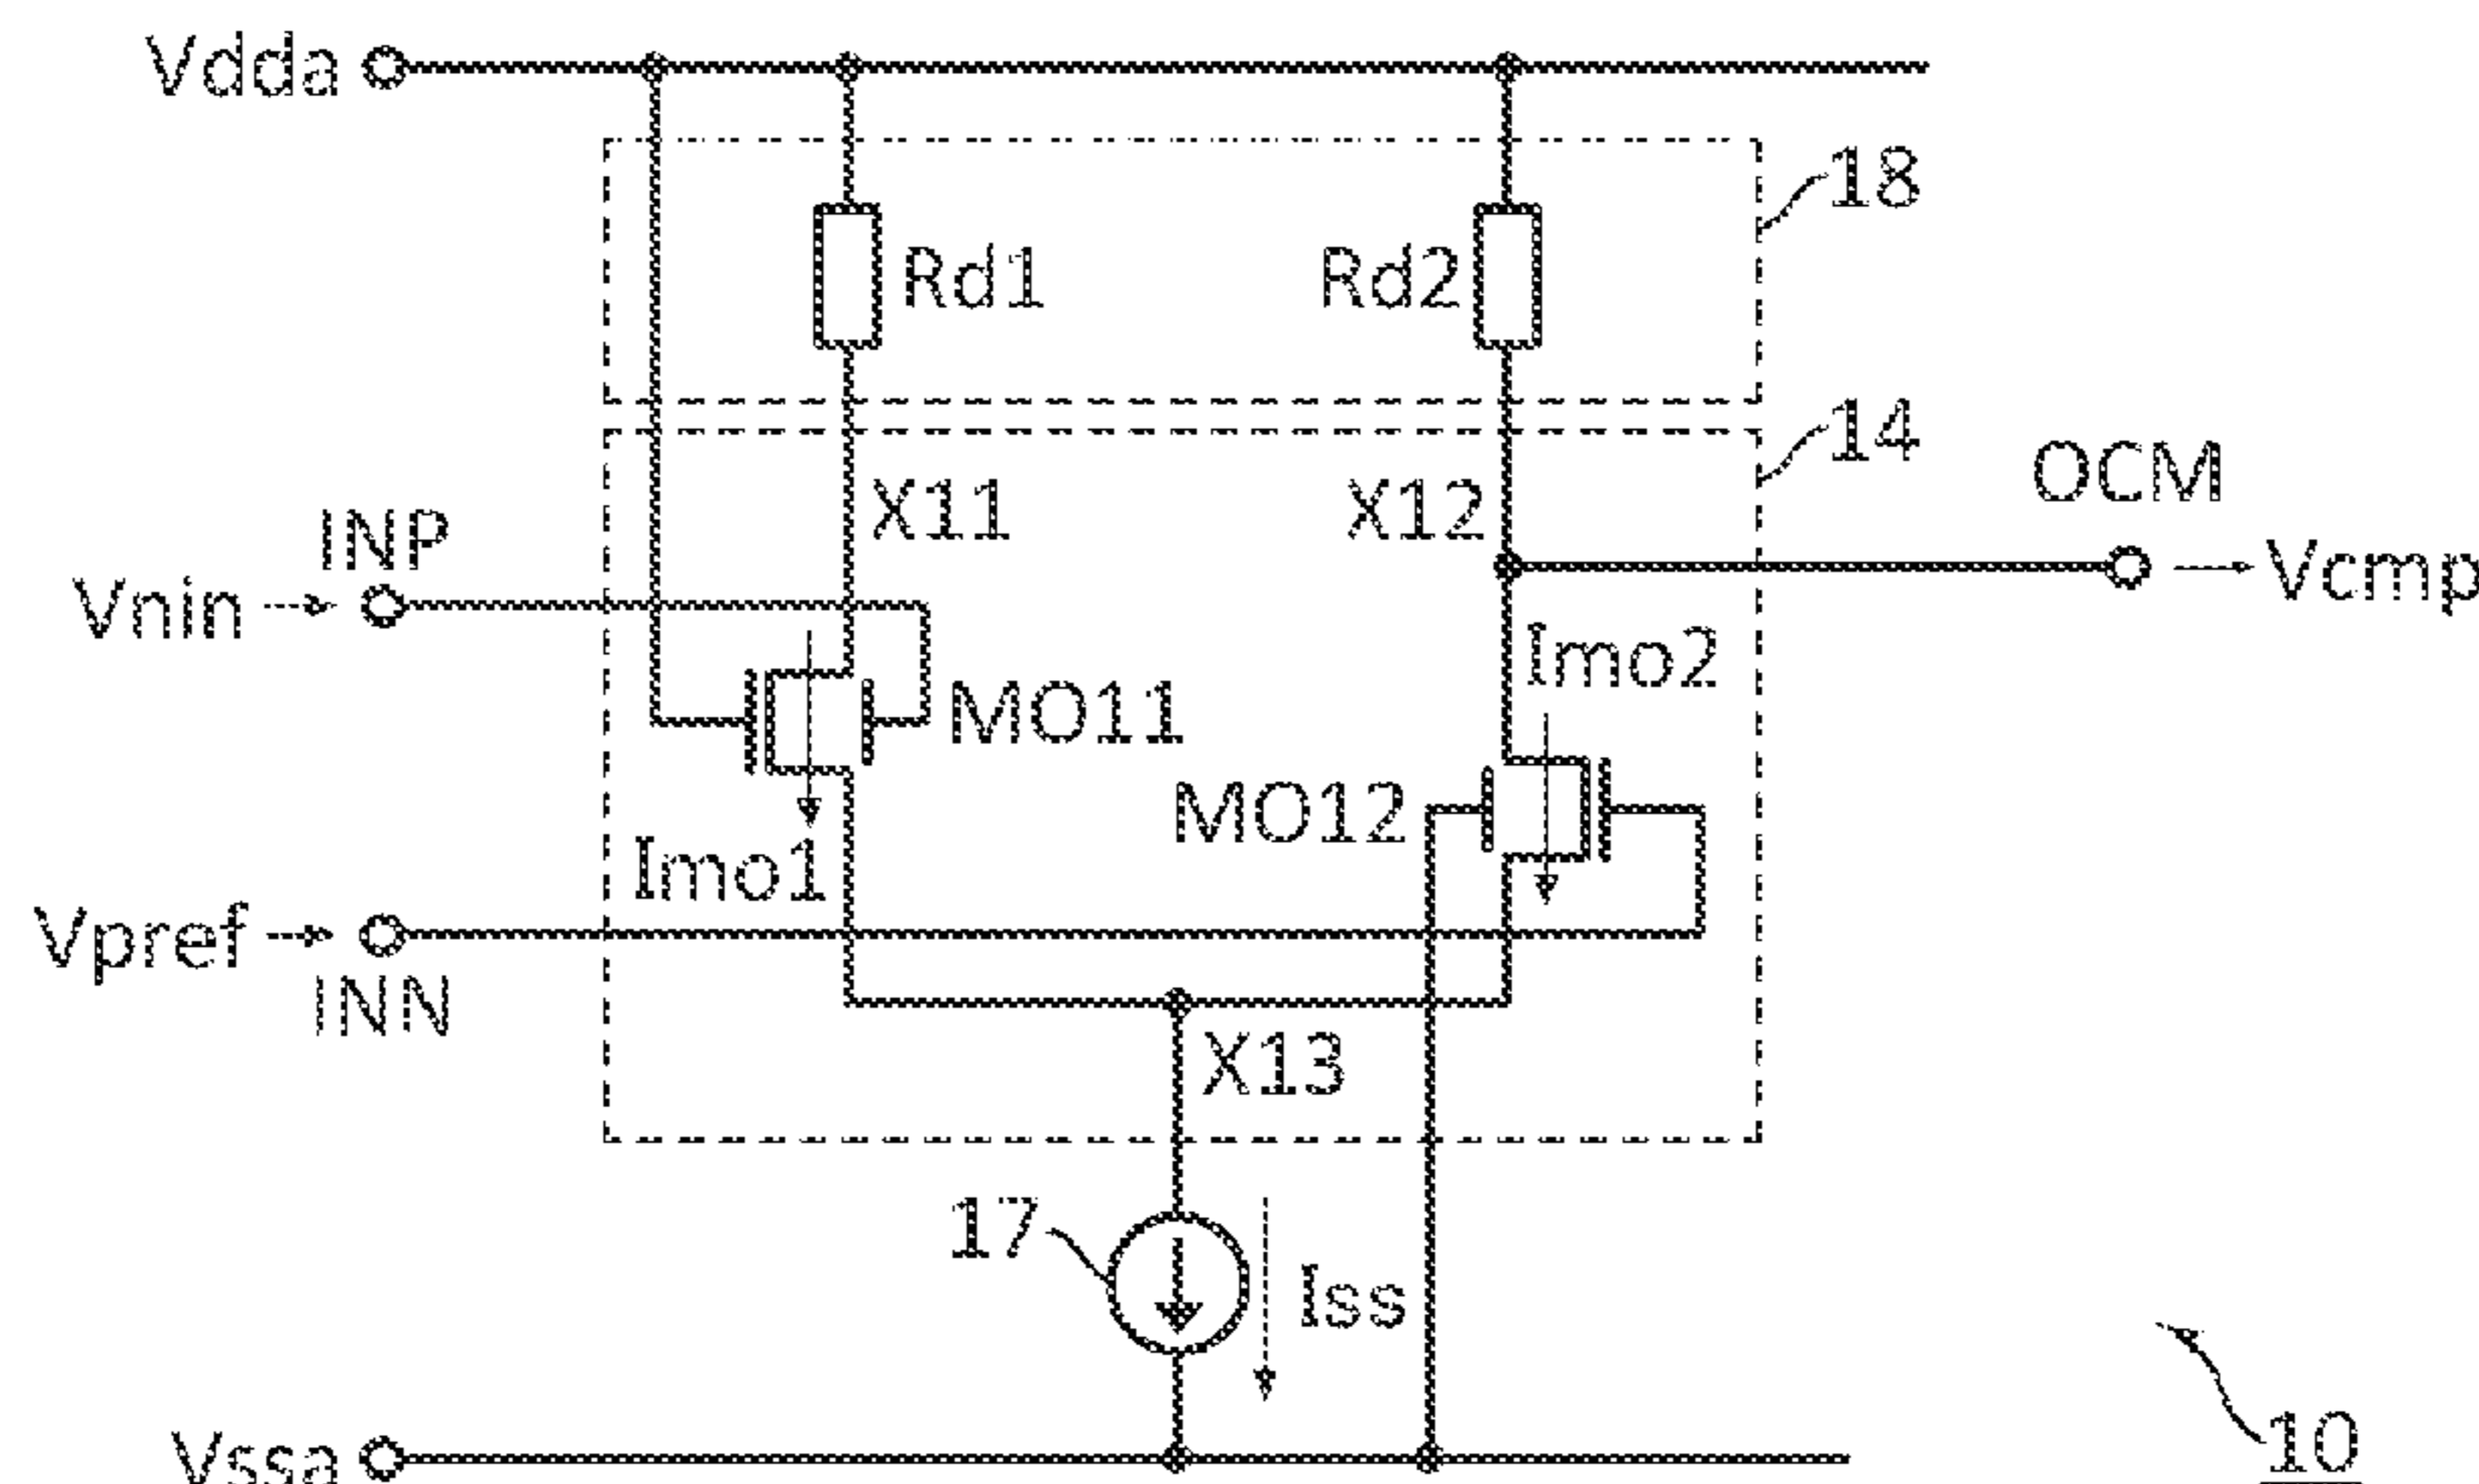 Vdda
18
Rd1
Rd2
14
OCM
X11
X12
INP
Vnin
Vcmp
Imo2
MO11
MO12
Imo1
Vpref
INN
X13
17
Iss
10
Vssa